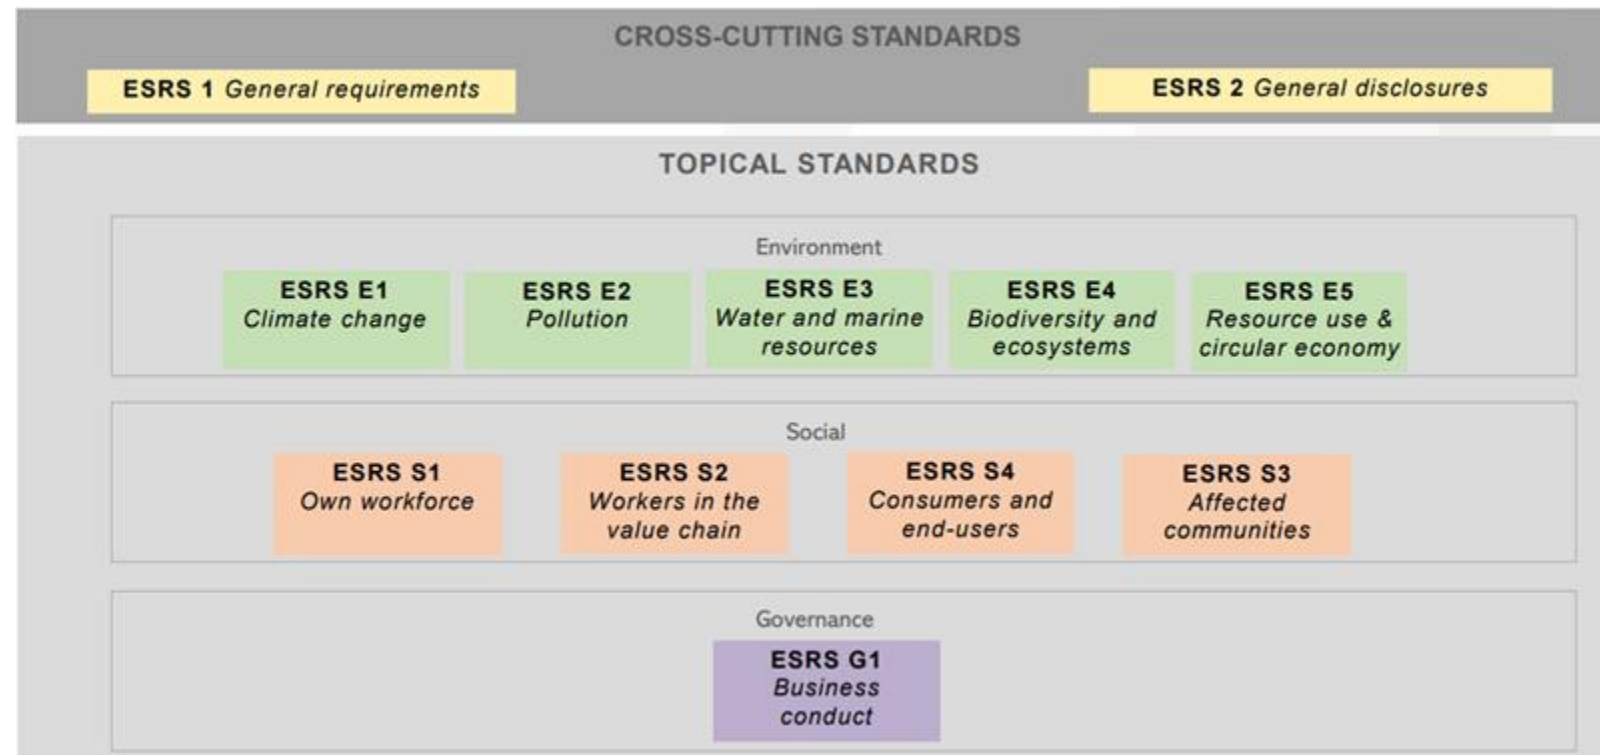 CROSS-CUTTING STANDARDS
ESRS 1 General requirements
ESRS 2 General disclosures
TOPICAL STANDARDS
Environment
ESRS E1
Climate change
ESRS E2
Pollution
ESRS E3
Water and marine
resources
ESRS E4
Biodiversity and
ecosystems
ESRS E5
Resource use &
circular economy
Social
ESRS S1
Own workforce
ESRS S2
Workers in the
value chain
ESRS S4
Consumers and
end-users
ESRS S3
Affected
communities
Governance
ESRS G1
Business
conduct